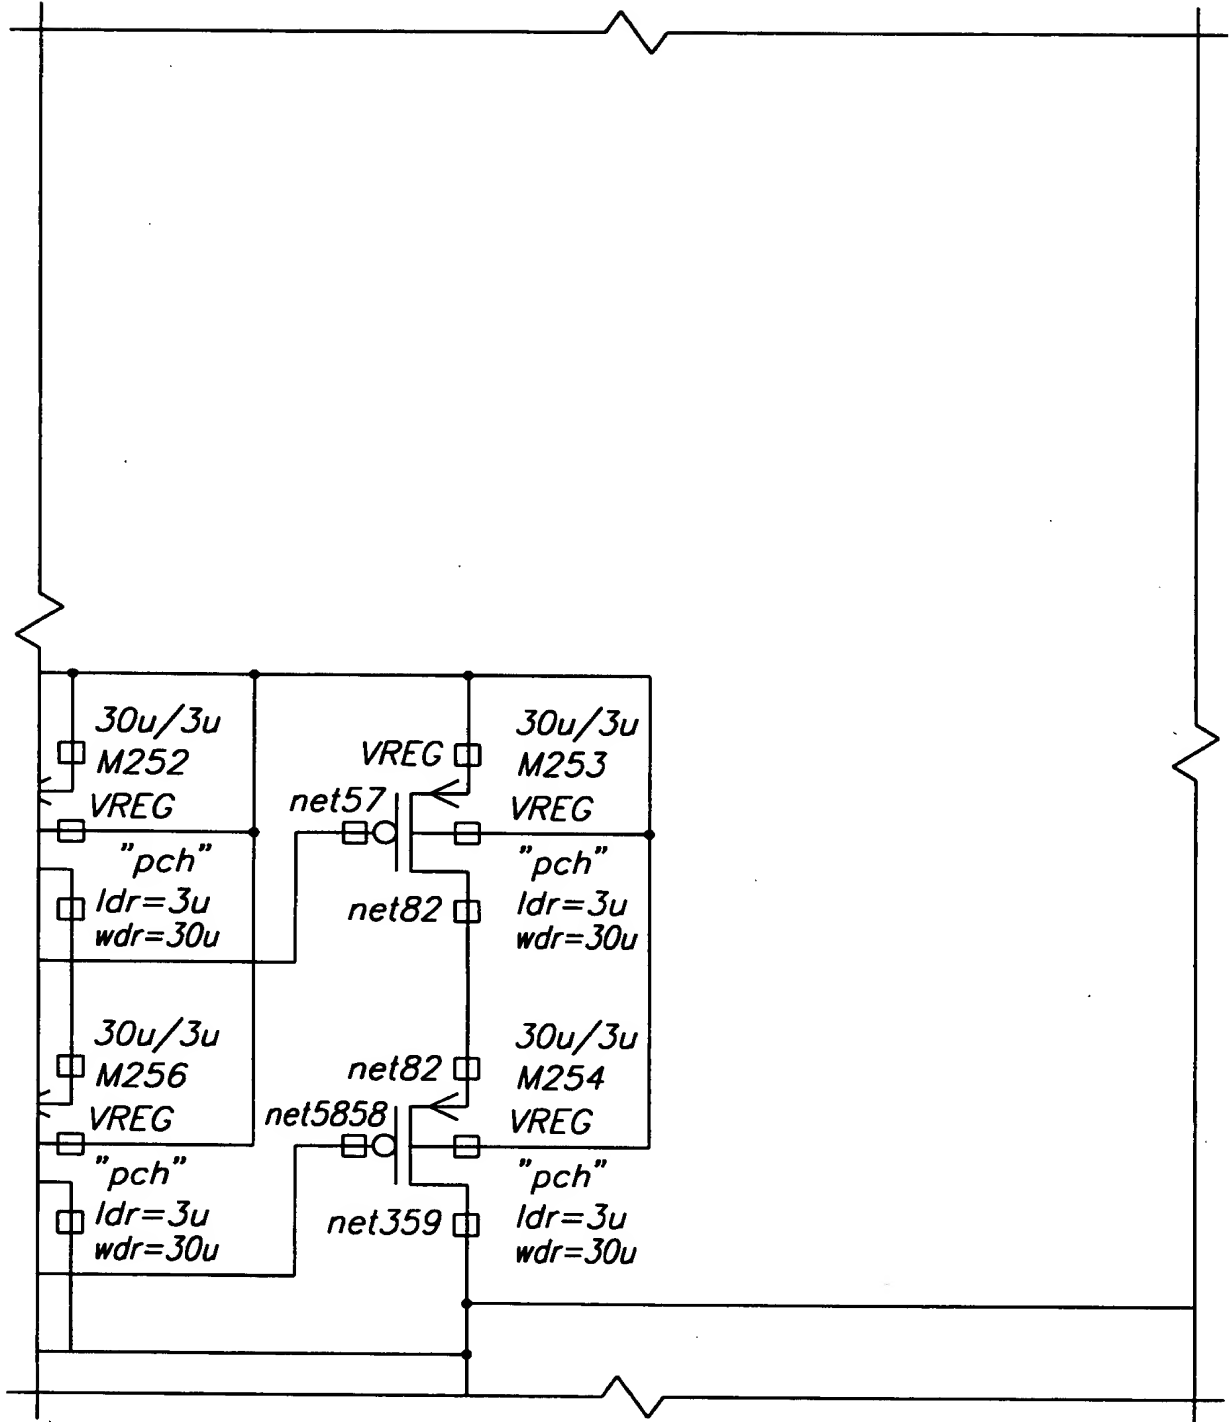 30u/3u
M252
VREG
"pch"
ldr=3u
wdr=30u
VREG
30u/3u
M253
net57
VREG
"pch"
net82
ldr=3u
wdr=30u
30u/3u
M256
VREG
"pch"
ldr=3u
wdr=30u
net82
30u/3u
M254
net5858
VREG
"pch"
net359
ldr=3u
wdr=30u